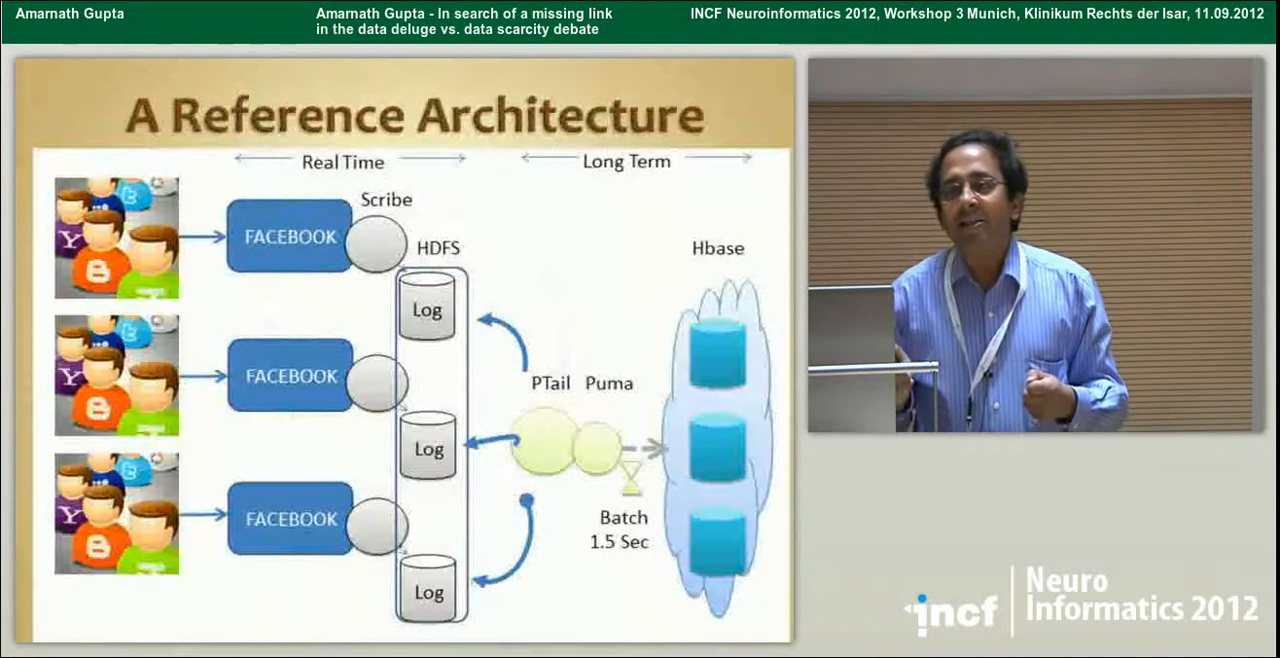 Amarnath Gupta
Amarnath Gupta - In search of a missing link
in the data deluge vs. data scarcity debate
INCF Neuroinformatics 2012, Workshop 3 Munich, Klinikum Rechts der Isar, 11.09.2012
A Reference Architecture
Real Time
Long Term
Scribe
FACEBOOK
HDFS
Hbase
Log
FACEBOOK
PTail Puma
Log
Batch
1.5 Sec
FACEBOOK
Log
Y
B
Y
B
Y
B
incf
Neuro
Informatics 2012